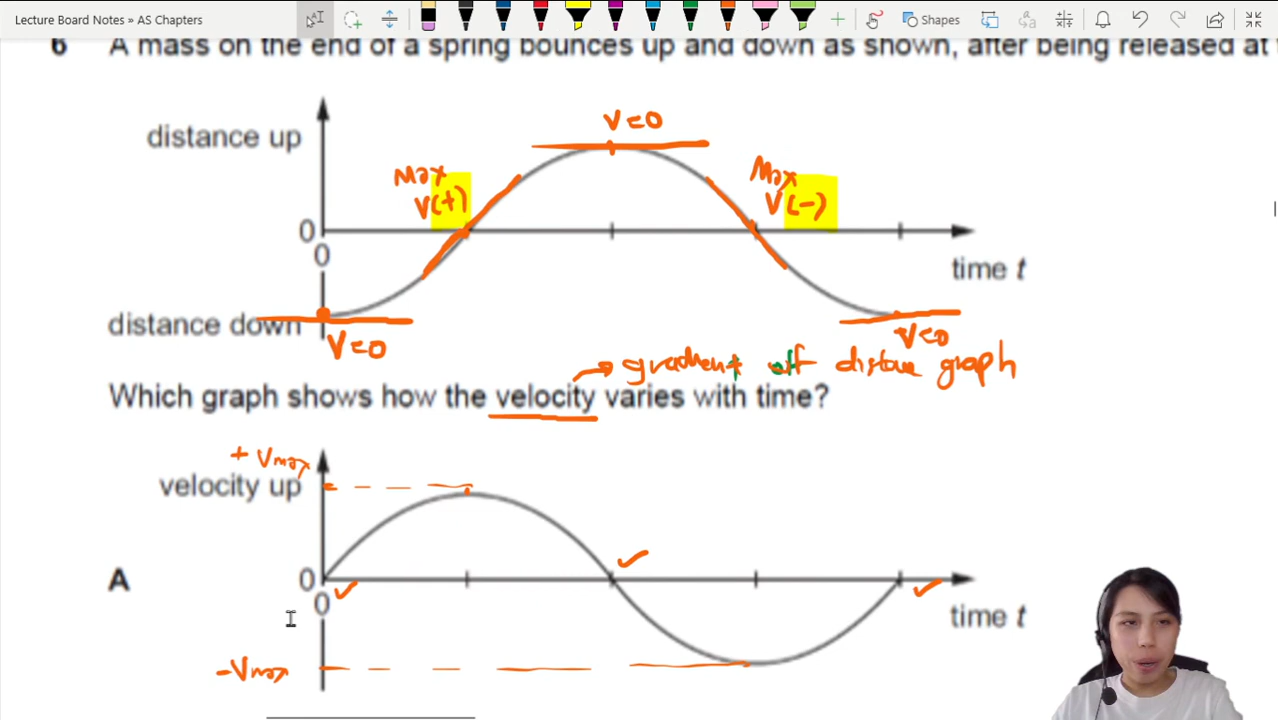 Lecture Board Notes » AS Chapters
Shapes
6 A mass on the end of a spring bounces up and down as shown, after being released at
distance up
V=0
Max
V(+)
Max
V(-)
0
0
time t
distance down
V=0
V=0
gradient of distance graph
Which graph shows how the velocity varies with time?
+ Vmax
velocity up
A
0
0
time t
-Vmax